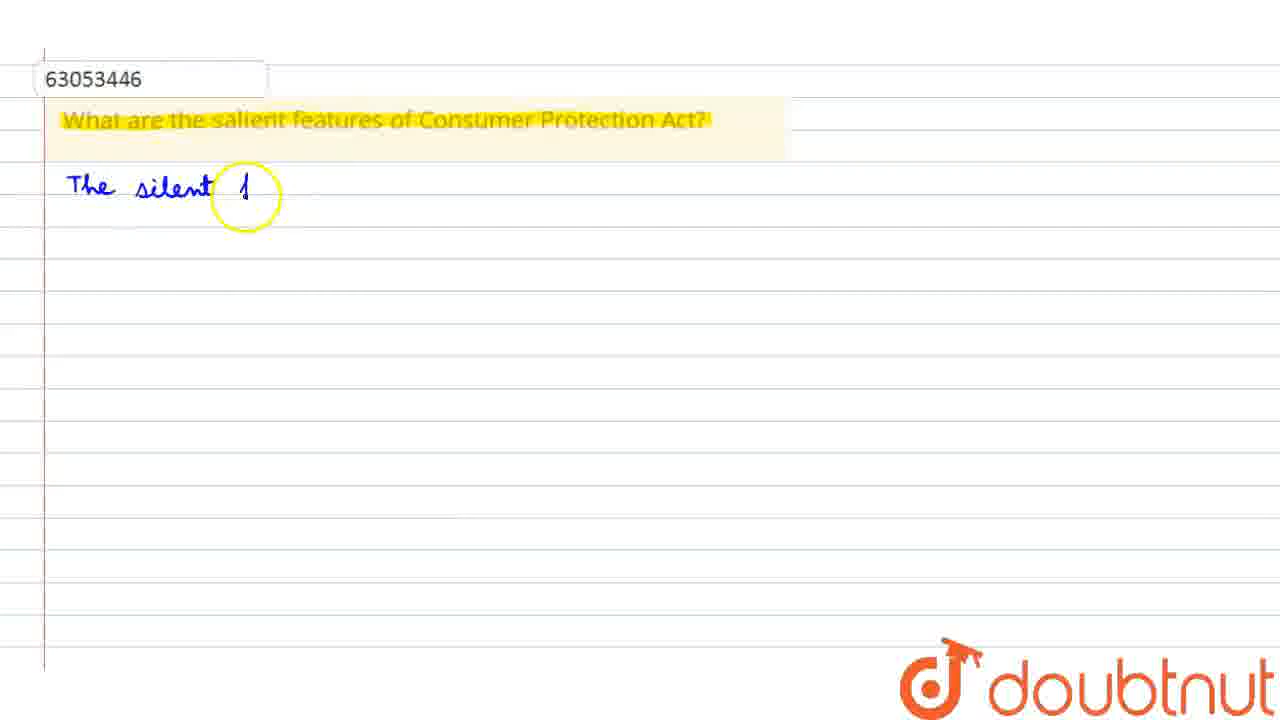 63053446
What are the salient features of Consumer Protection Act?
The silent f
doubtnut